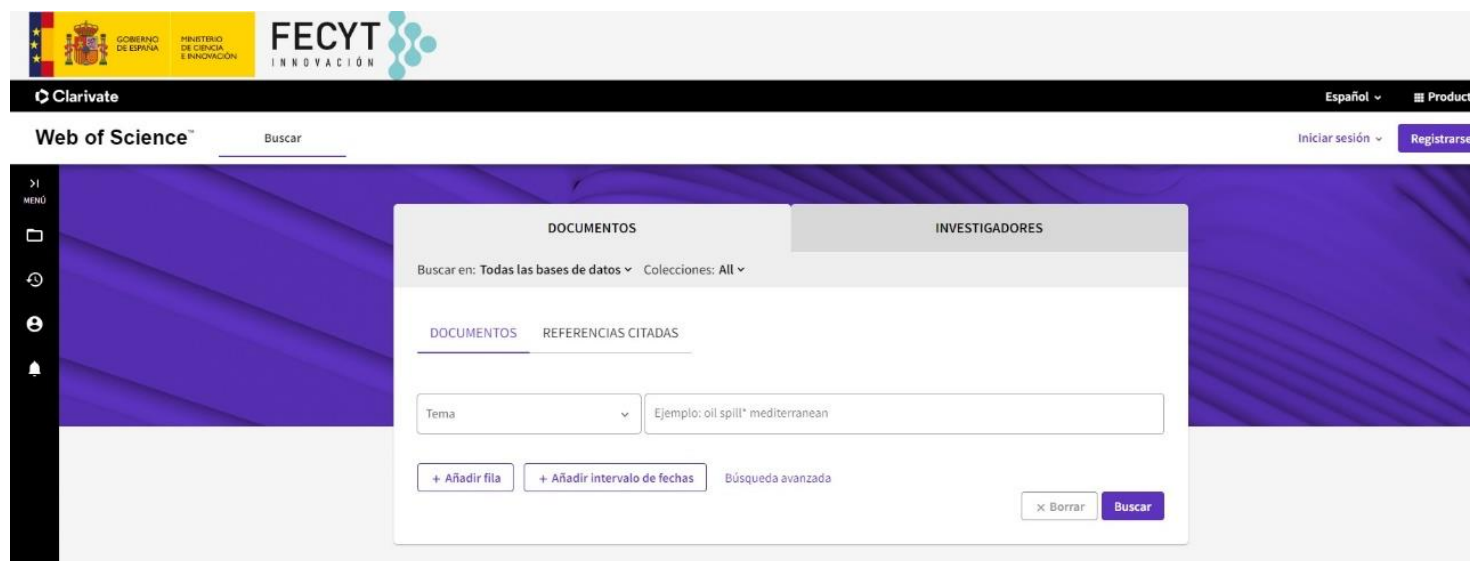 GOBIERNO
DE ESPAÑA
MINISTERIO
DE CIENCIA
E INNOVACIÓN
FECYT
INNOVACIÓN
Clarivate
Español
Product
Web of Science™
Buscar
Iniciar sesión
Registrarse
MENÚ
DOCUMENTOS
INVESTIGADORES
Buscar en: Todas las bases de datos Colecciones: All
DOCUMENTOS REFERENCIAS CITADAS
Tema
Ejemplo: oil spill* mediterranean
+ Añadir fila
+ Añadir intervalo de fechas
Búsqueda avanzada
× Borrar
Buscar